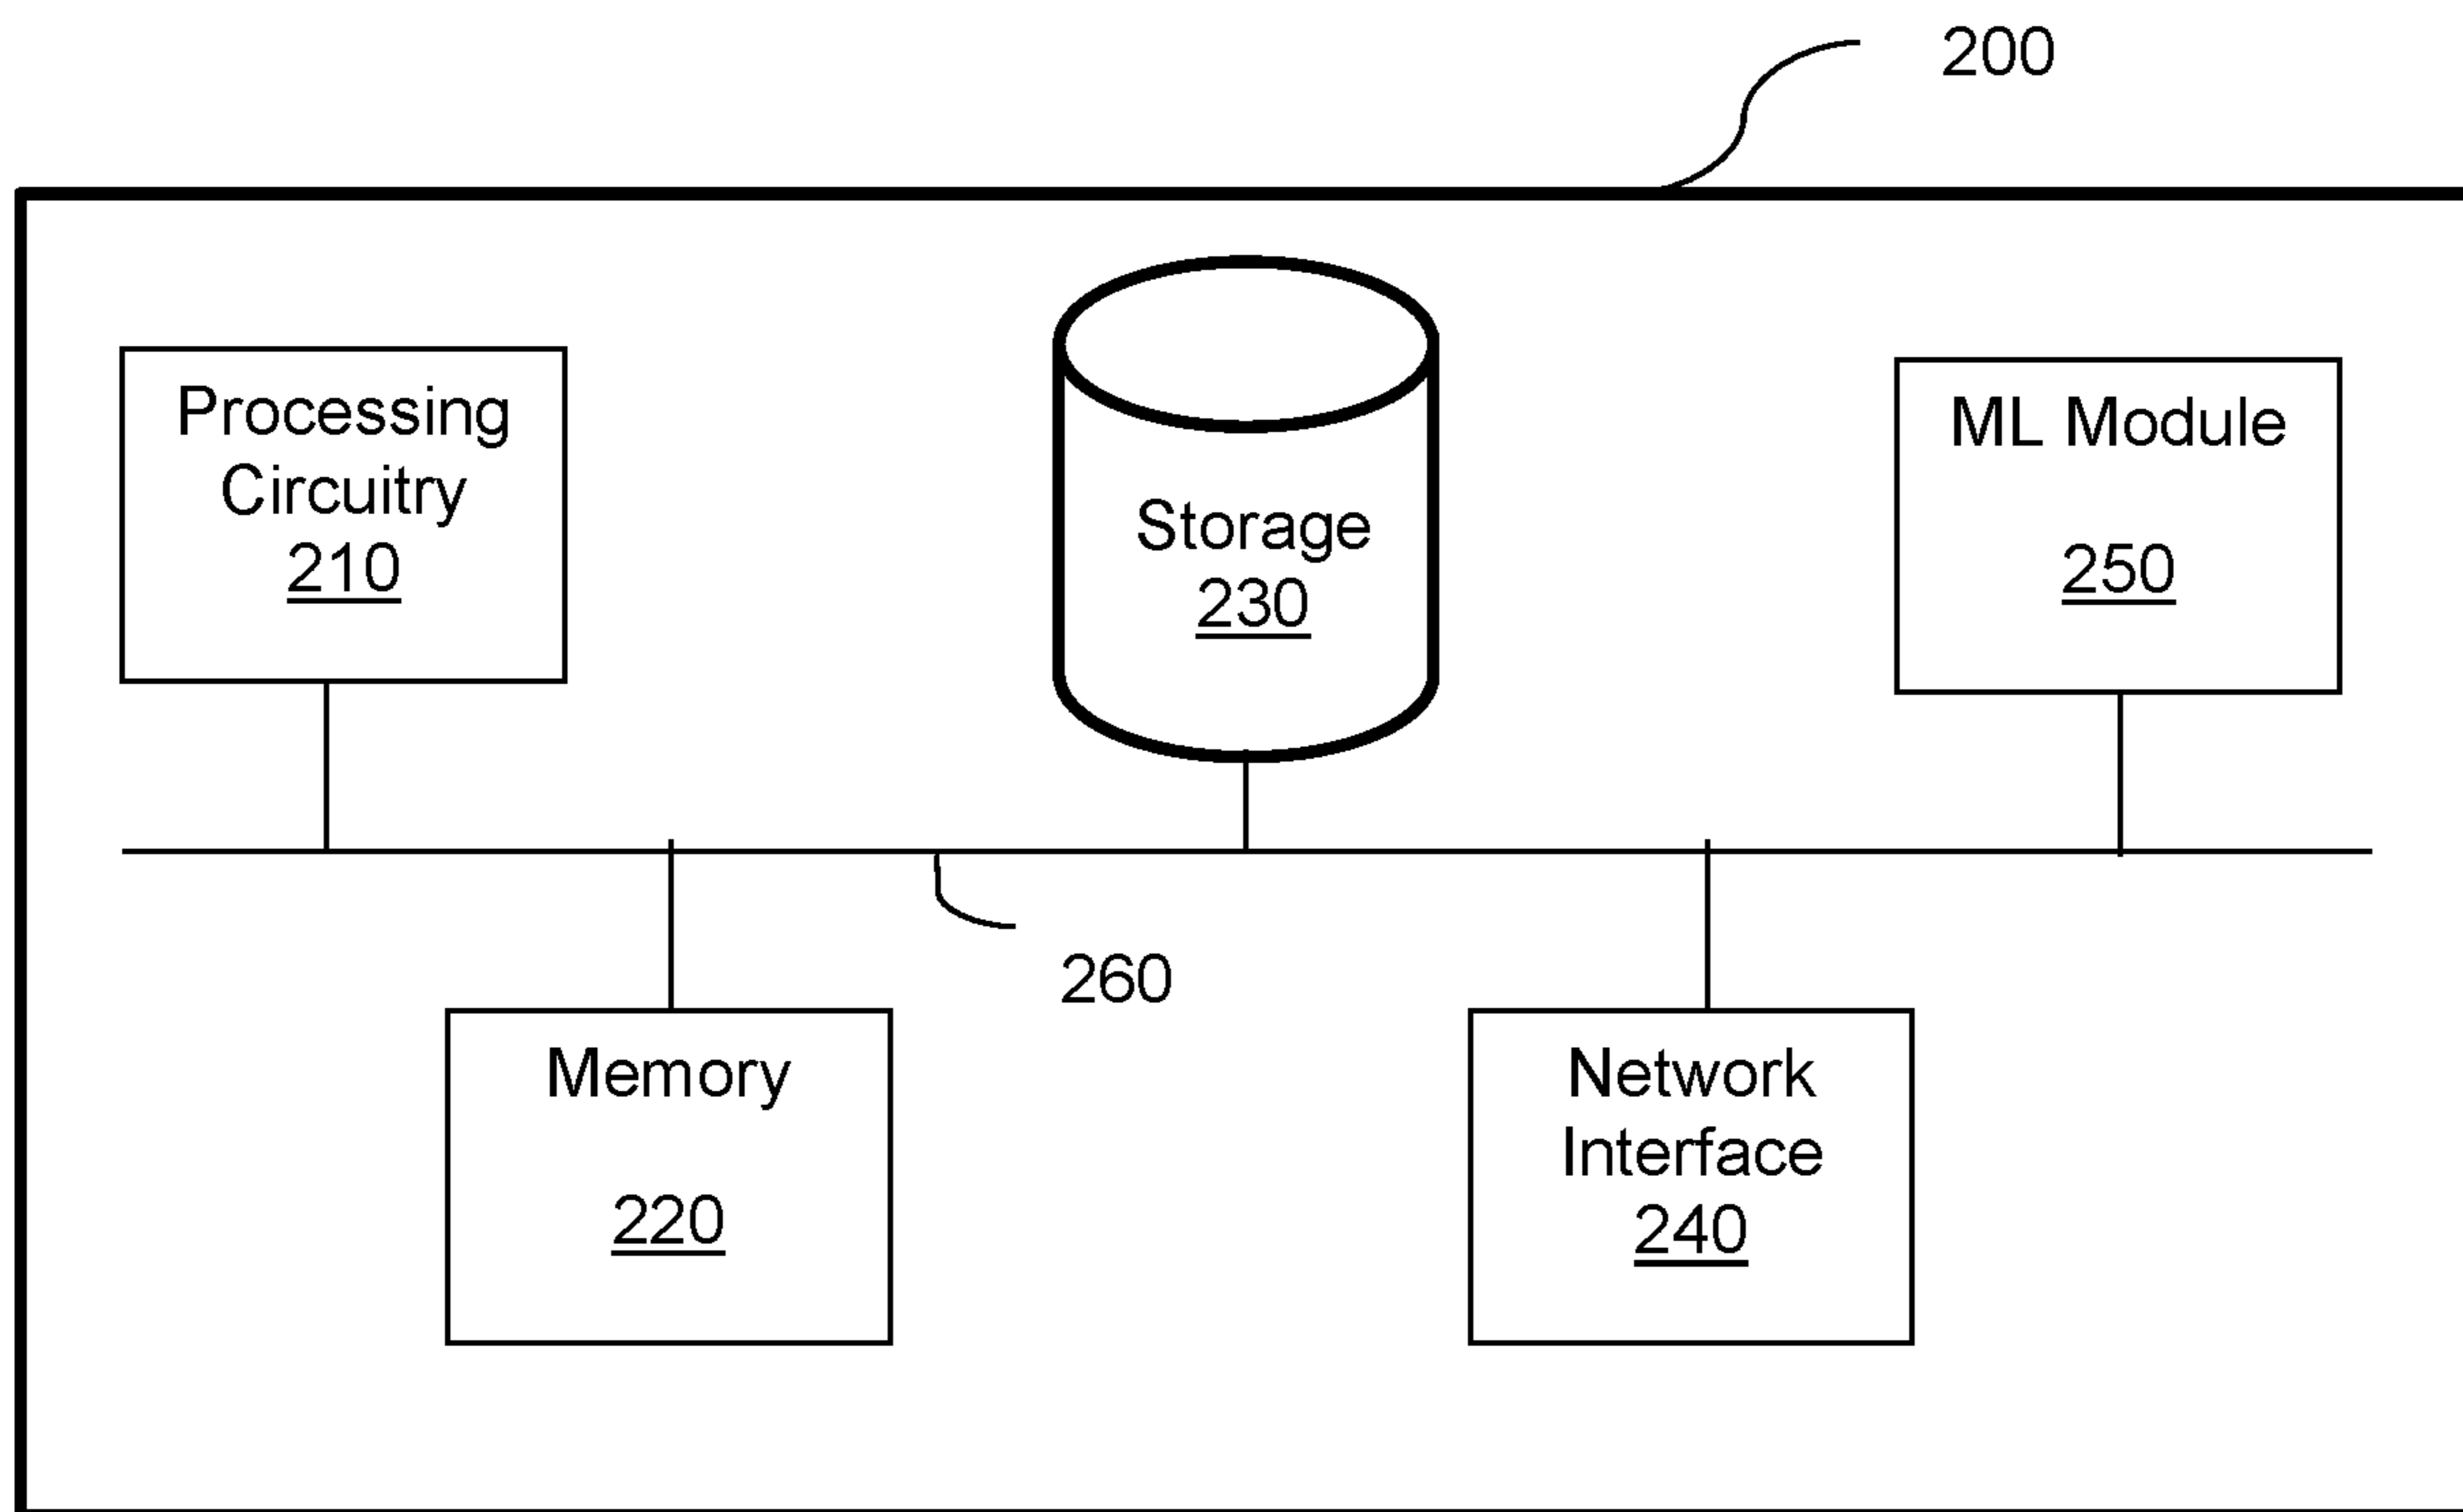 200
Processing
Circuitry
210
Storage
230
ML Module
250
260
Memory
220
Network
Interface
240